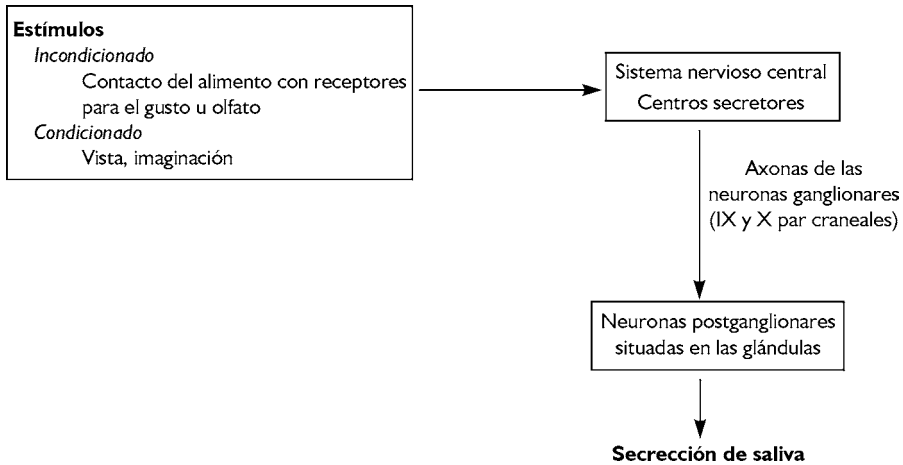 Estímulos
Incondicionado
Contacto del alimento con receptores
para el gusto u olfato
Condicionado
Vista, imaginación
Sistema nervioso central
Centros secretores
Axonas de las
neuronas ganglionares
(IX y X par craneales)
Neuronas postganglionares
situadas en las glándulas
Secrección de saliva